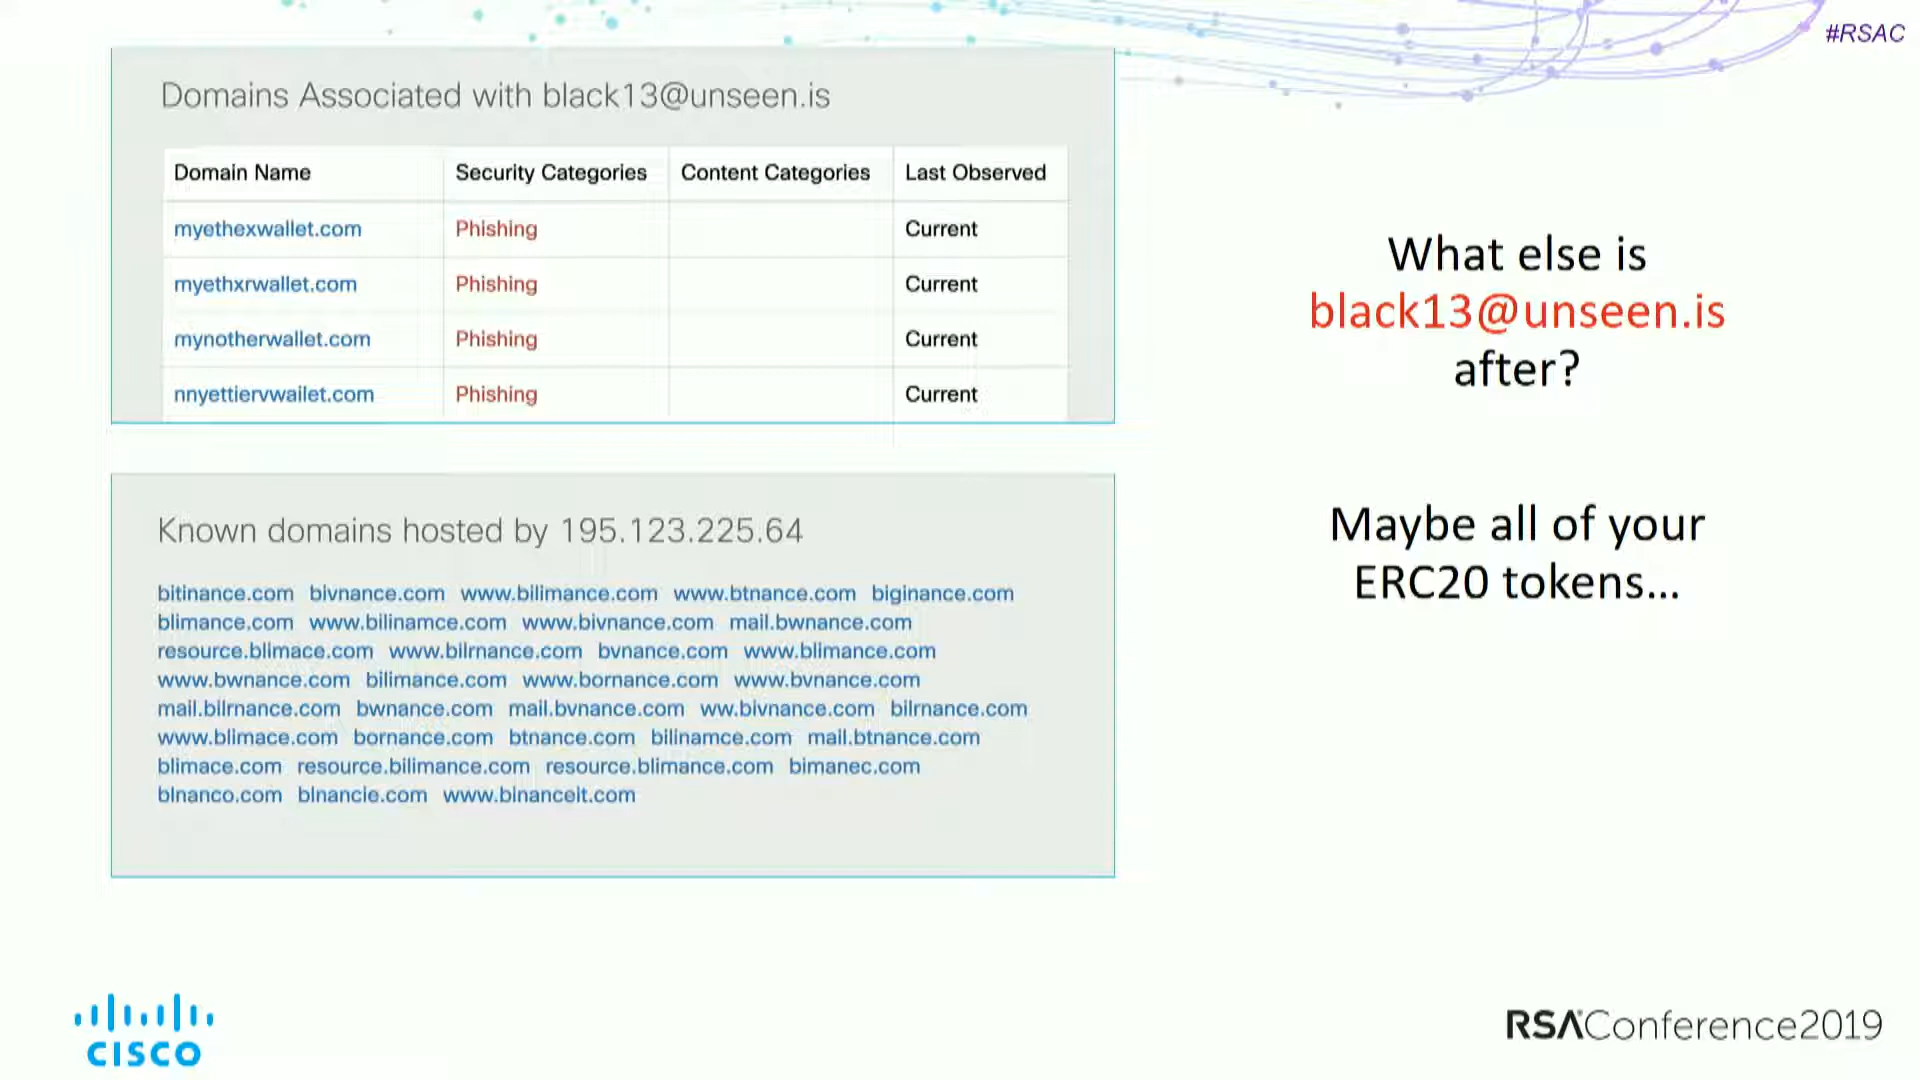 #RSAC
Domains Associated with black13@unseen.is
Domain Name Security Categories Content Categories Last Observed
myethexwallet.com Phishing Current
myethxrwallet.com Phishing Current
mynotherwallet.com Phishing Current
nnyettiervwailet.com Phishing Current
What else is
black13@unseen.is
after?
Maybe all of your
ERC20 tokens...
Known domains hosted by 195.123.225.64
bitinance.com bivnance.com www.bilimance.com www.btnance.com biginance.com
blimance.com www.bilinamce.com www.bivnance.com mail.bwnance.com
resource.blimace.com www.bilrnance.com bvnance.com www.blimance.com
www.bwnance.com bilimance.com www.bornance.com www.bvnance.com
mail.bilrnance.com bwnance.com mail.bvnance.com ww.bivnance.com bilrnance.com
www.blimace.com bornance.com btnance.com bilinamce.com mail.btnance.com
blimace.com resource.bilimance.com resource.blimance.com bimanec.com
blnanco.com blnancie.com www.binanceit.com
CISCO
RSAConference2019